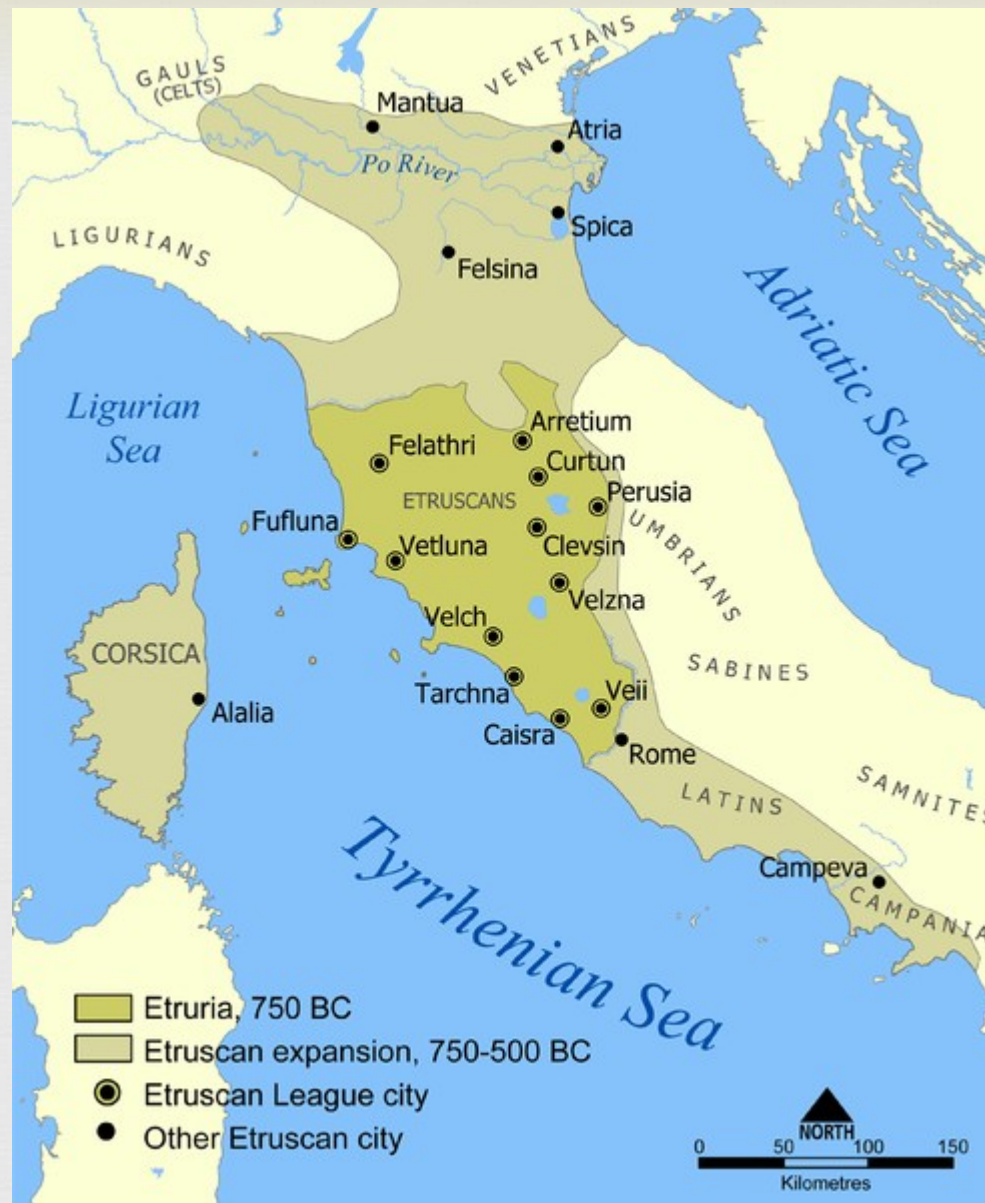 GAULS
(CELTS)
VENETIANS
Mantua
Atria
Po River
Spica
LIGURIANS
Felsina
Adriatic Sea
Ligurian
Sea
Arretium
Felathri
Curtun
ETRUSCANS
Perusia
Fufluna
Clevsin
UMBRIANS
Vetluna
Velzna
Velch
CORSICA
SABINES
Tarchna
Veii
Alalia
Caisra
Rome
LATINS
SAMNITES
Tyrrhenian Sea
Campeva
CAMPANIA
Etruria, 750 BC
Etruscan expansion, 750-500 BC
Etruscan League city
Other Etruscan city
NORTH
0 50 100 150
Kilometres